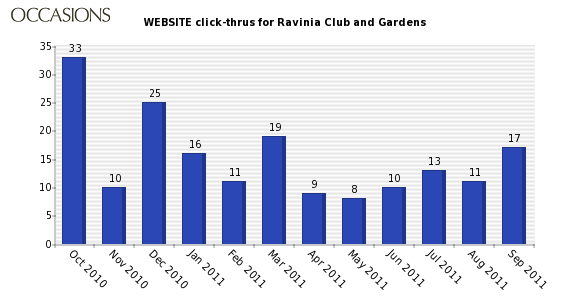 OCCASIONS
WEBSITE click-thrus for Ravinia Club and Gardens
35
30
25
20
15
10
5
0
33
10
25
16
11
19
9
8
10
13
11
17
Oct 2010
Nov 2010
Dec 2010
Jan 2011
Feb 2011
Mar 2011
Apr 2011
May 2011
Jun 2011
Jul 2011
Aug 2011
Sep 2011